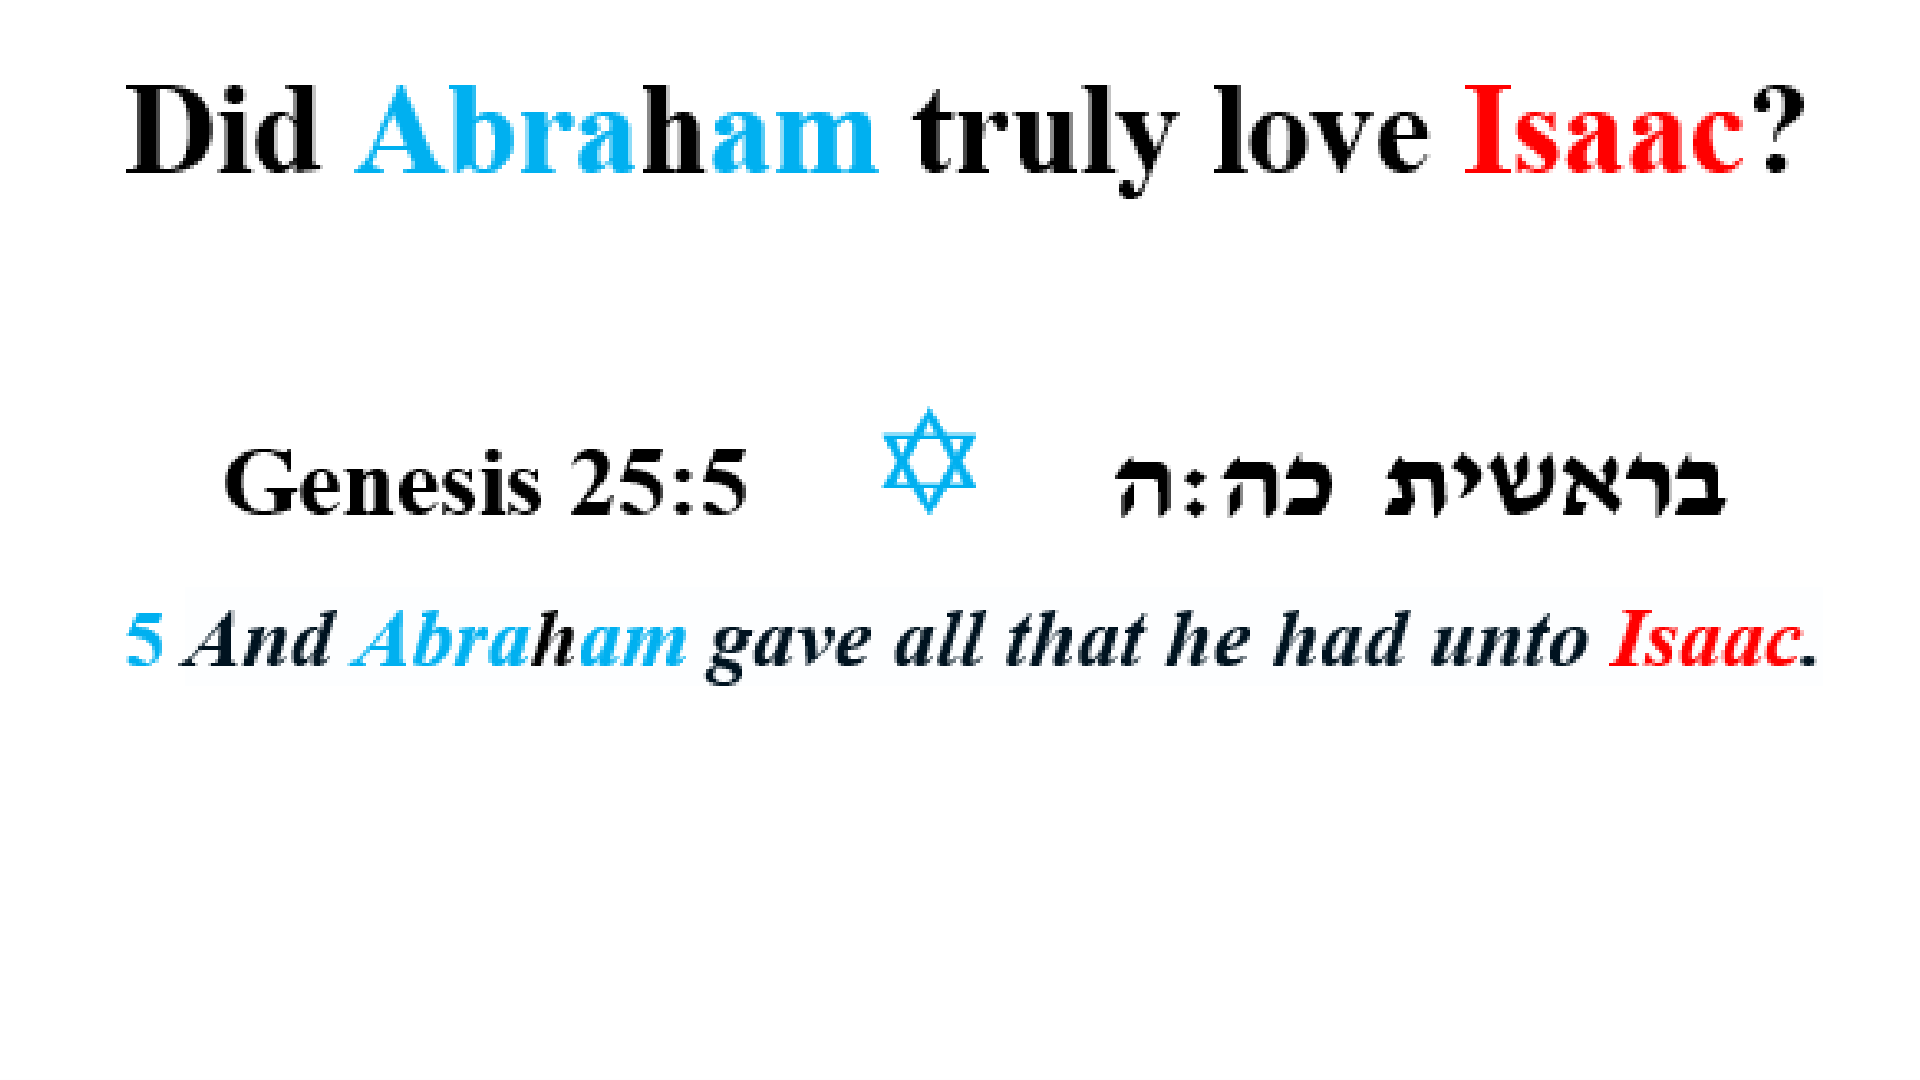 Did Abraham truly love Isaac?
Genesis 25:5 ✡ בראשית כה:ה
5 And Abraham gave all that he had unto Isaac.